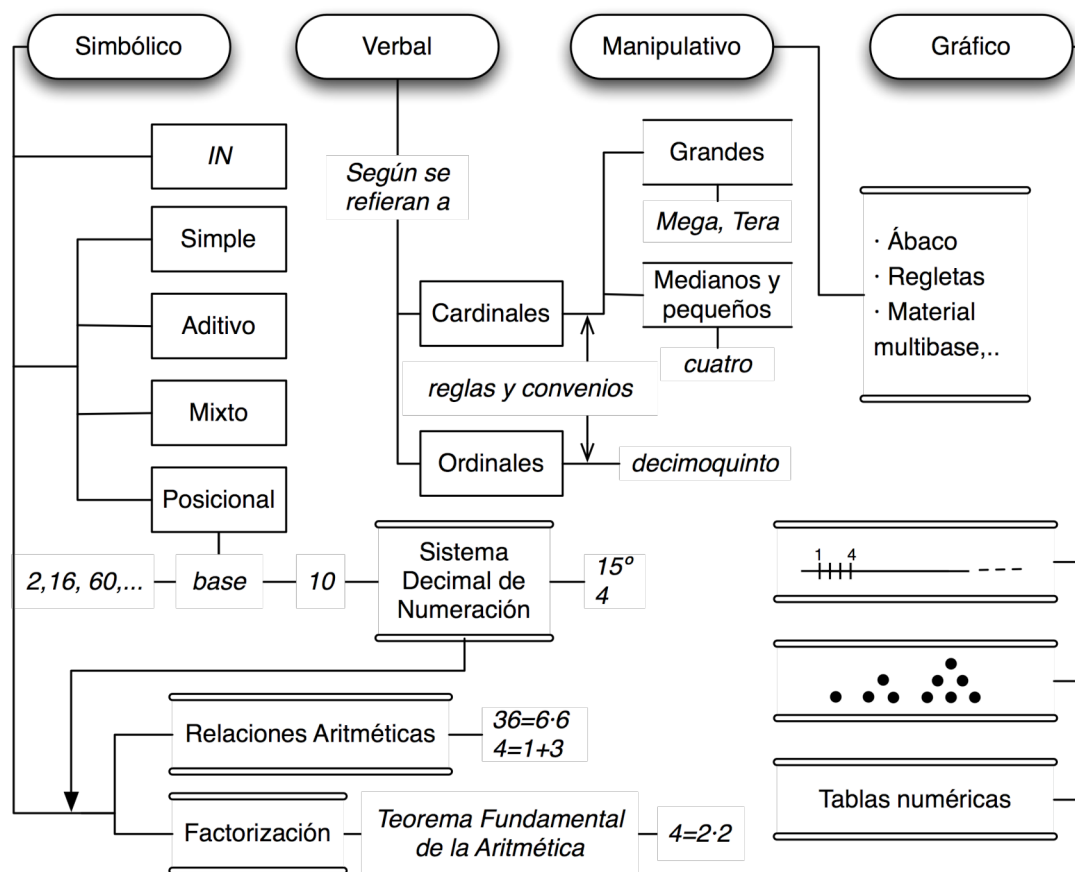 Simbólico
Verbal
Manipulativo
Gráfico
IN
Simple
Aditivo
Mixto
Posicional
2,16, 60,...
base
10
Sistema
Decimal de
Numeración
15º
4
Según se
refieran a
Cardinales
reglas y convenios
Ordinales
decimoquinto
Grandes
Mega, Tera
Medianos y
pequeños
cuatro
· Ábaco
· Regletas
· Material
multibase,..
1 4
Relaciones Aritméticas
36=6·6
4=1+3
Factorización
Teorema Fundamental
de la Aritmética
4=2·2
Tablas numéricas